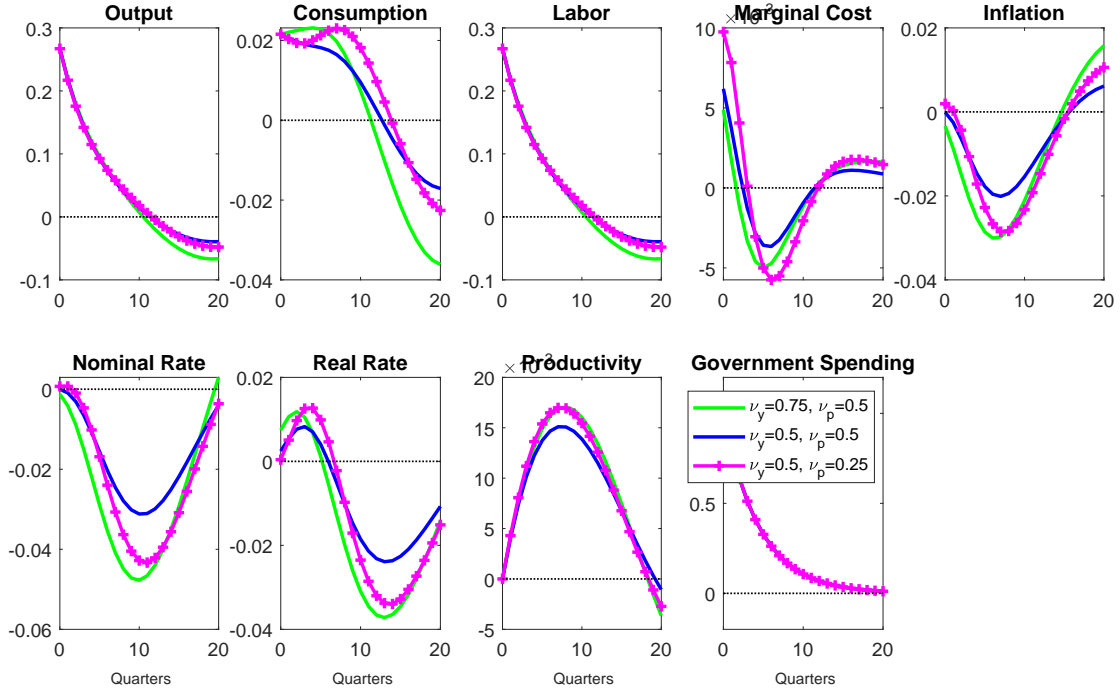 Output
Consumption
Labor
Marginal Cost
Inflation
0.3
0.2
0.1
0
-0.1
0 10 20
0.02
0
-0.02
-0.04
0 10 20
0.3
0.2
0.1
0
-0.1
0 10 20
10
5
0
-5
0 10 20
0.02
0
-0.02
-0.04
0 10 20
Nominal Rate
Real Rate
Productivity
Government Spending
0
-0.02
-0.04
-0.06
0 10 20
Quarters
0.02
0
-0.02
-0.04
0 10 20
Quarters
20
15
10
5
0
-5
0 10 20
Quarters
ν_y=0.75, ν_p=0.5
ν_y=0.5, ν_p=0.5
ν_y=0.5, ν_p=0.25
0.5
0
0 10 20
Quarters